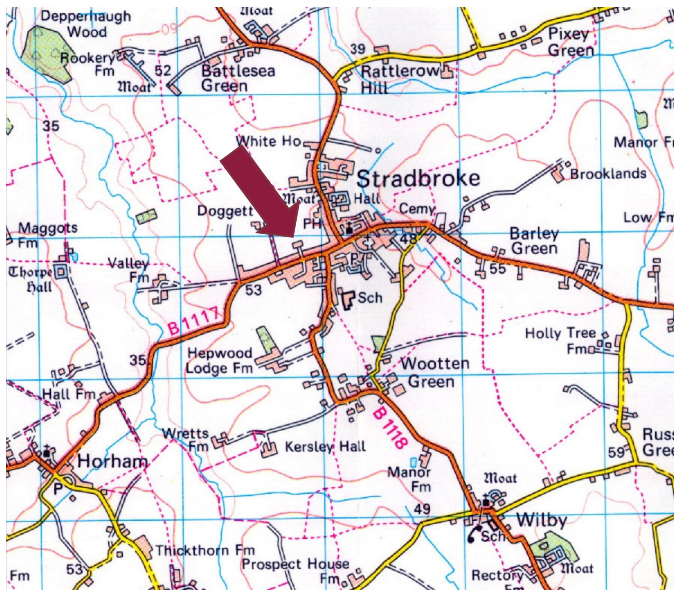 Depperhaugh
Wood
Moat
Pixey
Green
39
Rookery
Fm
52
Battlesea
Green
Rattlerow
Hill
Moat
35
White Ho
Manor Fm
Stradbroke
Moat
Hall
Brooklands
Doggett
PH
Cemy
Low Fm
Maggots
Fm
48
Barley
Green
Thorpe
Hall
Valley
Fm
P
55
53
Sch
B 1117
Holly Tree
Fm
35
Hepwood
Lodge Fm
Wootten
Green
Hall Fm
B 1118
Wretts
Fm
Kersley Hall
59
Horham
Manor
Fm
Moat
P
49
Wilby
Sch
Thickthorn Fm
53
Prospect House
Fm
Rectory
Fm
Moat
Fm